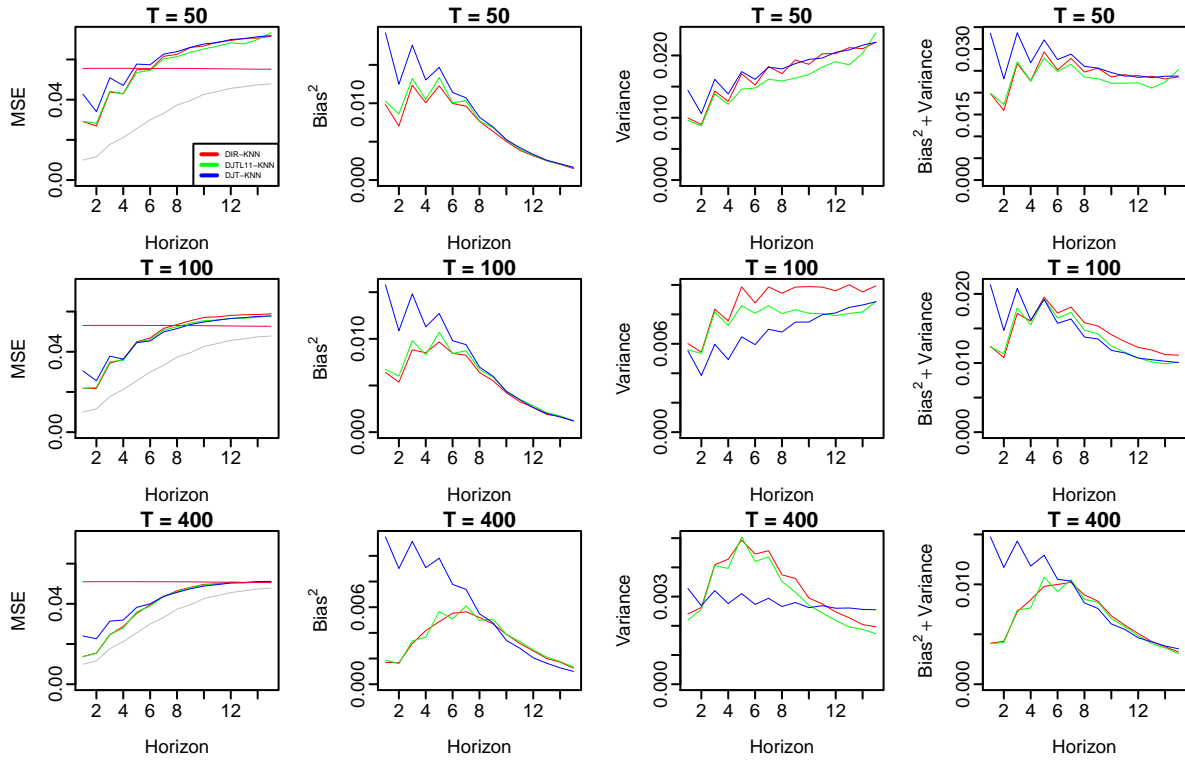 T = 50
MSE
0.00 0.04
DIR−KNN
DJTL11−KNN
DJT−KNN
2 4 6 8 12
Horizon
T = 50
Bias²
0.000 0.010
2 4 6 8 12
Horizon
T = 50
Variance
0.000 0.010 0.020
2 4 6 8 12
Horizon
T = 50
Bias² + Variance
0.000 0.015 0.030
2 4 6 8 12
Horizon
T = 100
MSE
0.00 0.04
2 4 6 8 12
Horizon
T = 100
Bias²
0.000 0.010
2 4 6 8 12
Horizon
T = 100
Variance
0.000 0.006
2 4 6 8 12
Horizon
T = 100
Bias² + Variance
0.000 0.010 0.020
2 4 6 8 12
Horizon
T = 400
MSE
0.00 0.04
2 4 6 8 12
Horizon
T = 400
Bias²
0.000 0.006
2 4 6 8 12
Horizon
T = 400
Variance
0.000 0.003
2 4 6 8 12
Horizon
T = 400
Bias² + Variance
0.000 0.010
2 4 6 8 12
Horizon